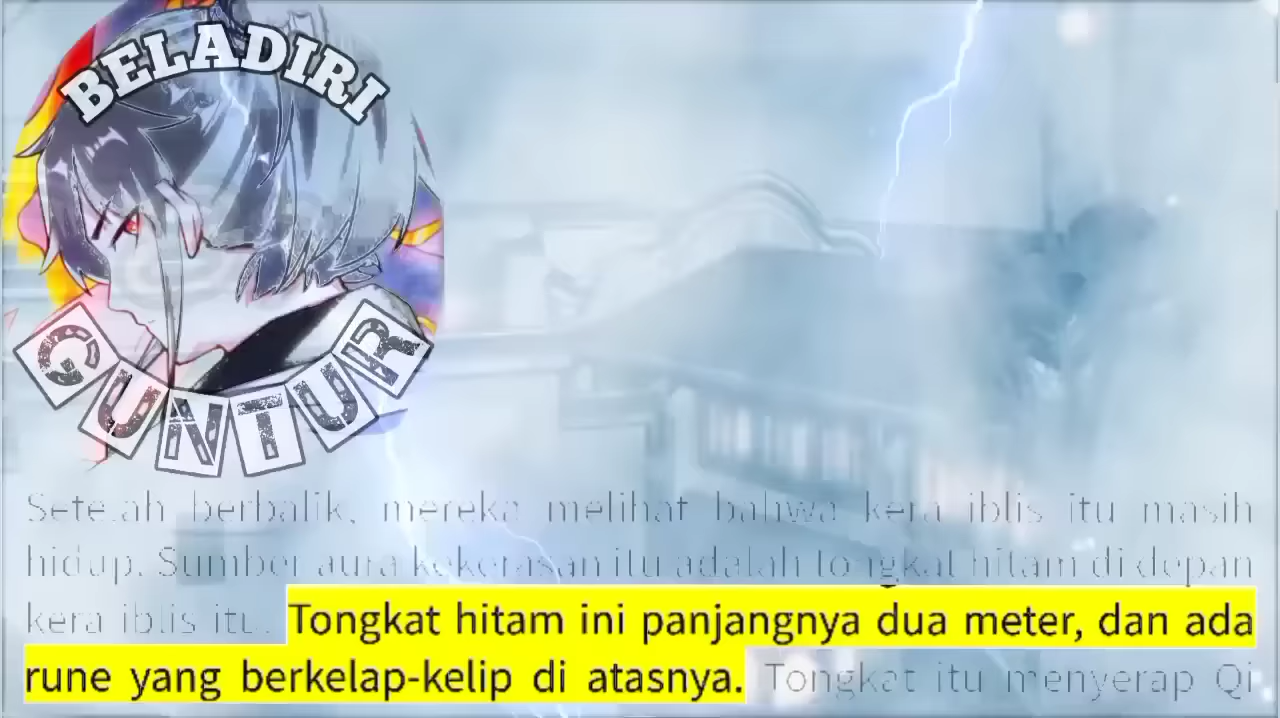 BELADIRI
GUNTUR
Setelah berbalik, mereka melihat bahwa kera iblis itu masih
hidup. Sumber aura kekerasan itu adalah tongkat hitam di depan
kera iblis itu. Tongkat hitam ini panjangnya dua meter, dan ada
rune yang berkelap-kelip di atasnya. Tongkat itu menyerap Qi